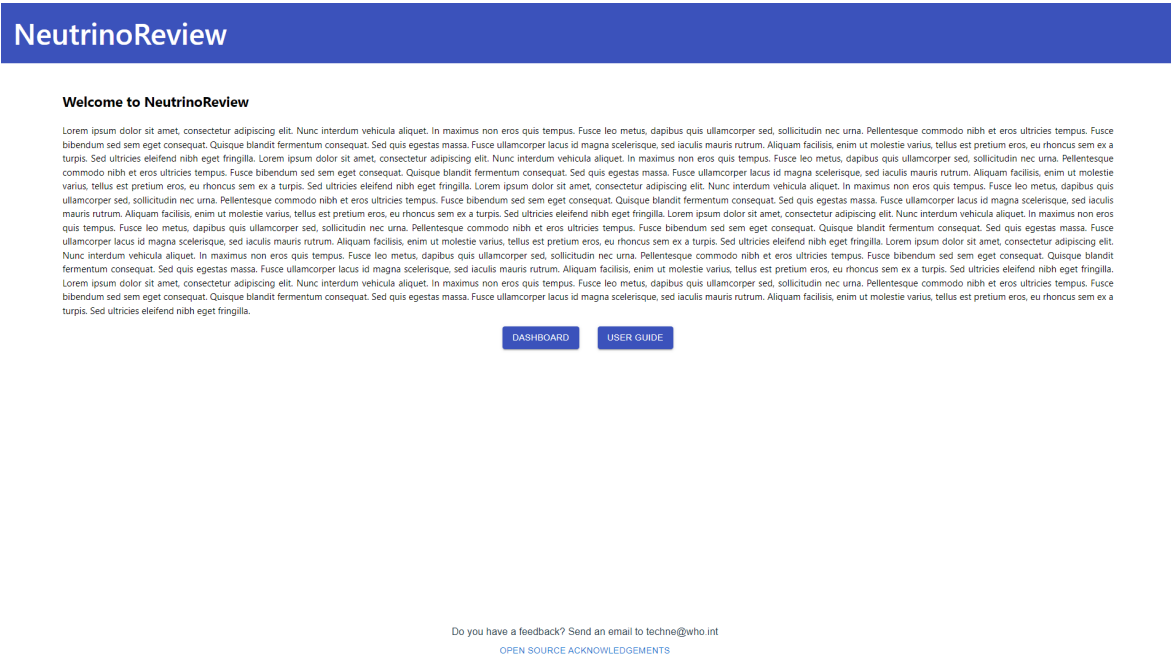 NeutrinoReview
Welcome to NeutrinoReview
Lorem ipsum dolor sit amet, consectetur adipiscing elit. Nunc interdum vehicula aliquet. In maximus non eros quis tempus. Fusce leo metus, dapibus quis ullamcorper sed, sollicitudin nec urna. Pellentesque commodo nibh et eros ultricies tempus. Fusce
bibendum sed sem eget consequat. Quisque blandit fermentum consequat. Sed quis egestas massa. Fusce ullamcorper lacus id magna scelerisque, sed iaculis mauris rutrum. Aliquam facilisis, enim ut molestie varius, tellus est pretium eros, eu rhoncus sem ex a
turpis. Sed ultricies eleifend nibh eget fringilla. Lorem ipsum dolor sit amet, consectetur adipiscing elit. Nunc interdum vehicula aliquet. In maximus non eros quis tempus. Fusce leo metus, dapibus quis ullamcorper sed, sollicitudin nec urna. Pellentesque
commodo nibh et eros ultricies tempus. Fusce bibendum sed sem eget consequat. Quisque blandit fermentum consequat. Sed quis egestas massa. Fusce ullamcorper lacus id magna scelerisque, sed iaculis mauris rutrum. Aliquam facilisis, enim ut molestie
varius, tellus est pretium eros, eu rhoncus sem ex a turpis. Sed ultricies eleifend nibh eget fringilla. Lorem ipsum dolor sit amet, consectetur adipiscing elit. Nunc interdum vehicula aliquet. In maximus non eros quis tempus. Fusce leo metus, dapibus quis
ullamcorper sed, sollicitudin nec urna. Pellentesque commodo nibh et eros ultricies tempus. Fusce bibendum sed sem eget consequat. Quisque blandit fermentum consequat. Sed quis egestas massa. Fusce ullamcorper lacus id magna scelerisque, sed iaculis
mauris rutrum. Aliquam facilisis, enim ut molestie varius, tellus est pretium eros, eu rhoncus sem ex a turpis. Sed ultricies eleifend nibh eget fringilla. Lorem ipsum dolor sit amet, consectetur adipiscing elit. Nunc interdum vehicula aliquet. In maximus non eros
quis tempus. Fusce leo metus, dapibus quis ullamcorper sed, sollicitudin nec urna. Pellentesque commodo nibh et eros ultricies tempus. Fusce bibendum sed sem eget consequat. Quisque blandit fermentum consequat. Sed quis egestas massa. Fusce
ullamcorper lacus id magna scelerisque, sed iaculis mauris rutrum. Aliquam facilisis, enim ut molestie varius, tellus est pretium eros, eu rhoncus sem ex a turpis. Sed ultricies eleifend nibh eget fringilla. Lorem ipsum dolor sit amet, consectetur adipiscing elit.
Nunc interdum vehicula aliquet. In maximus non eros quis tempus. Fusce leo metus, dapibus quis ullamcorper sed, sollicitudin nec urna. Pellentesque commodo nibh et eros ultricies tempus. Fusce bibendum sed sem eget consequat. Quisque blandit
fermentum consequat. Sed quis egestas massa. Fusce ullamcorper lacus id magna scelerisque, sed iaculis mauris rutrum. Aliquam facilisis, enim ut molestie varius, tellus est pretium eros, eu rhoncus sem ex a turpis. Sed ultricies eleifend nibh eget fringilla.
Lorem ipsum dolor sit amet, consectetur adipiscing elit. Nunc interdum vehicula aliquet. In maximus non eros quis tempus. Fusce leo metus, dapibus quis ullamcorper sed, sollicitudin nec urna. Pellentesque commodo nibh et eros ultricies tempus. Fusce
bibendum sed sem eget consequat. Quisque blandit fermentum consequat. Sed quis egestas massa. Fusce ullamcorper lacus id magna scelerisque, sed iaculis mauris rutrum. Aliquam facilisis, enim ut molestie varius, tellus est pretium eros, eu rhoncus sem ex a
turpis. Sed ultricies eleifend nibh eget fringilla.
DASHBOARD USER GUIDE
Do you have a feedback? Send an email to techne@who.int
OPEN SOURCE ACKNOWLEDGEMENTS